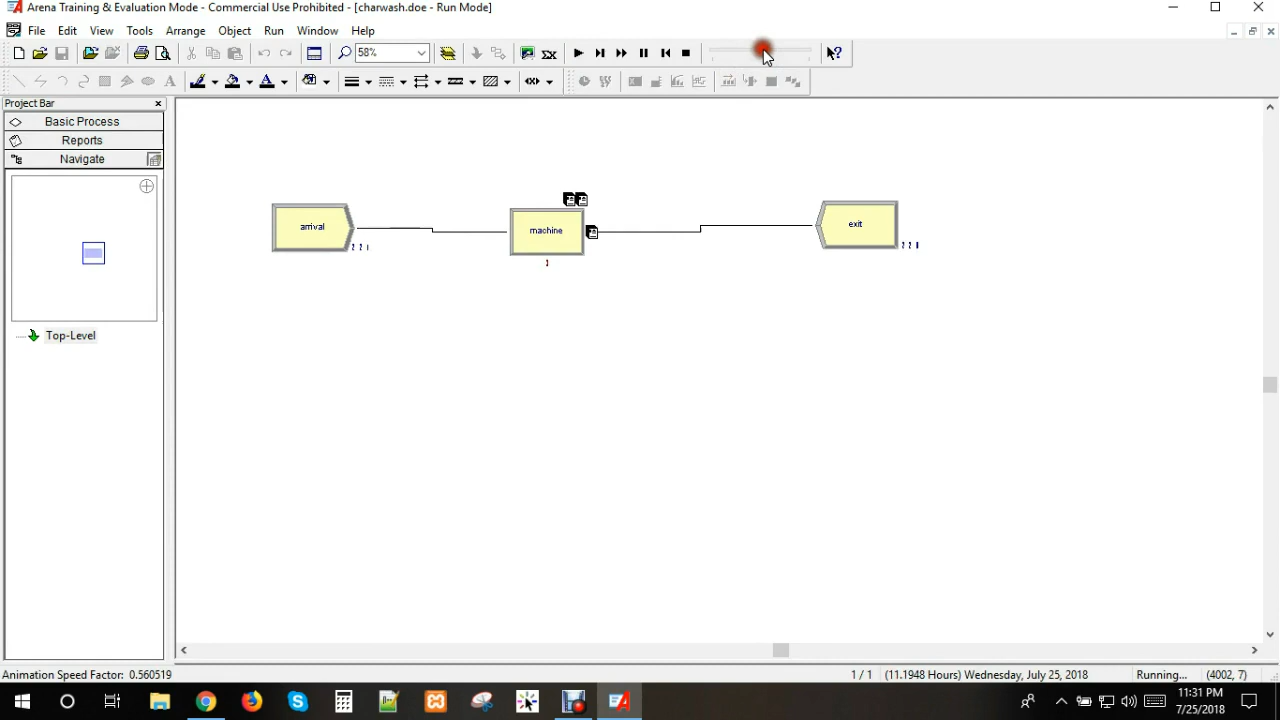 Arena Training & Evaluation Mode - Commercial Use Prohibited - [charwash.doe - Run Mode]
File Edit View Tools Arrange Object Run Window Help
58%
Project Bar
Basic Process
Reports
Navigate
arrival
machine
exit
Top-Level
Animation Speed Factor: 0.560519
1 / 1
(11.1948 Hours) Wednesday, July 25, 2018
Running...
(4002, 7)
11:31 PM
7/25/2018